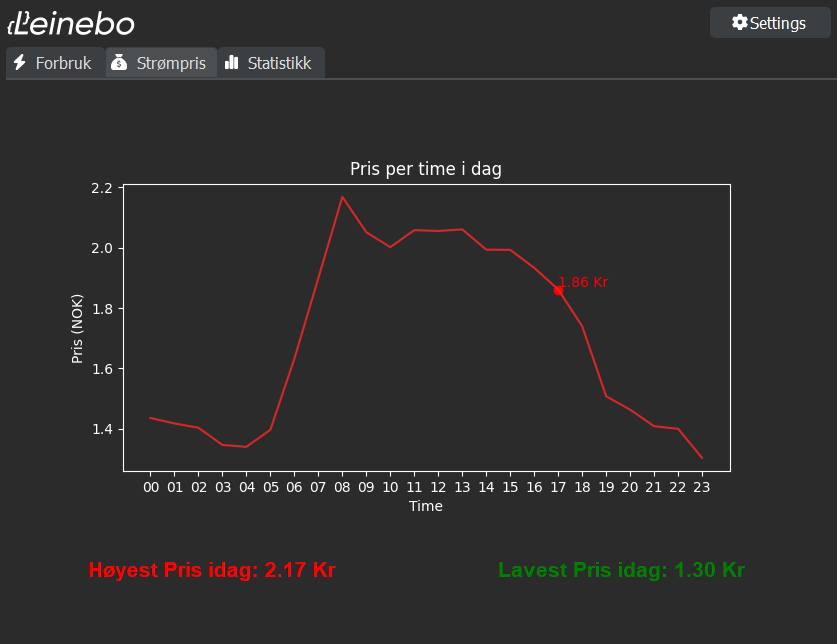 {L}einebo
Settings
Forbruk Strømpris Statistikk
Pris per time i dag
2.2
2.0
1.8
1.6
1.4
Pris (NOK)
1.86 Kr
00 01 02 03 04 05 06 07 08 09 10 11 12 13 14 15 16 17 18 19 20 21 22 23
Time
Høyest Pris idag: 2.17 Kr
Lavest Pris idag: 1.30 Kr